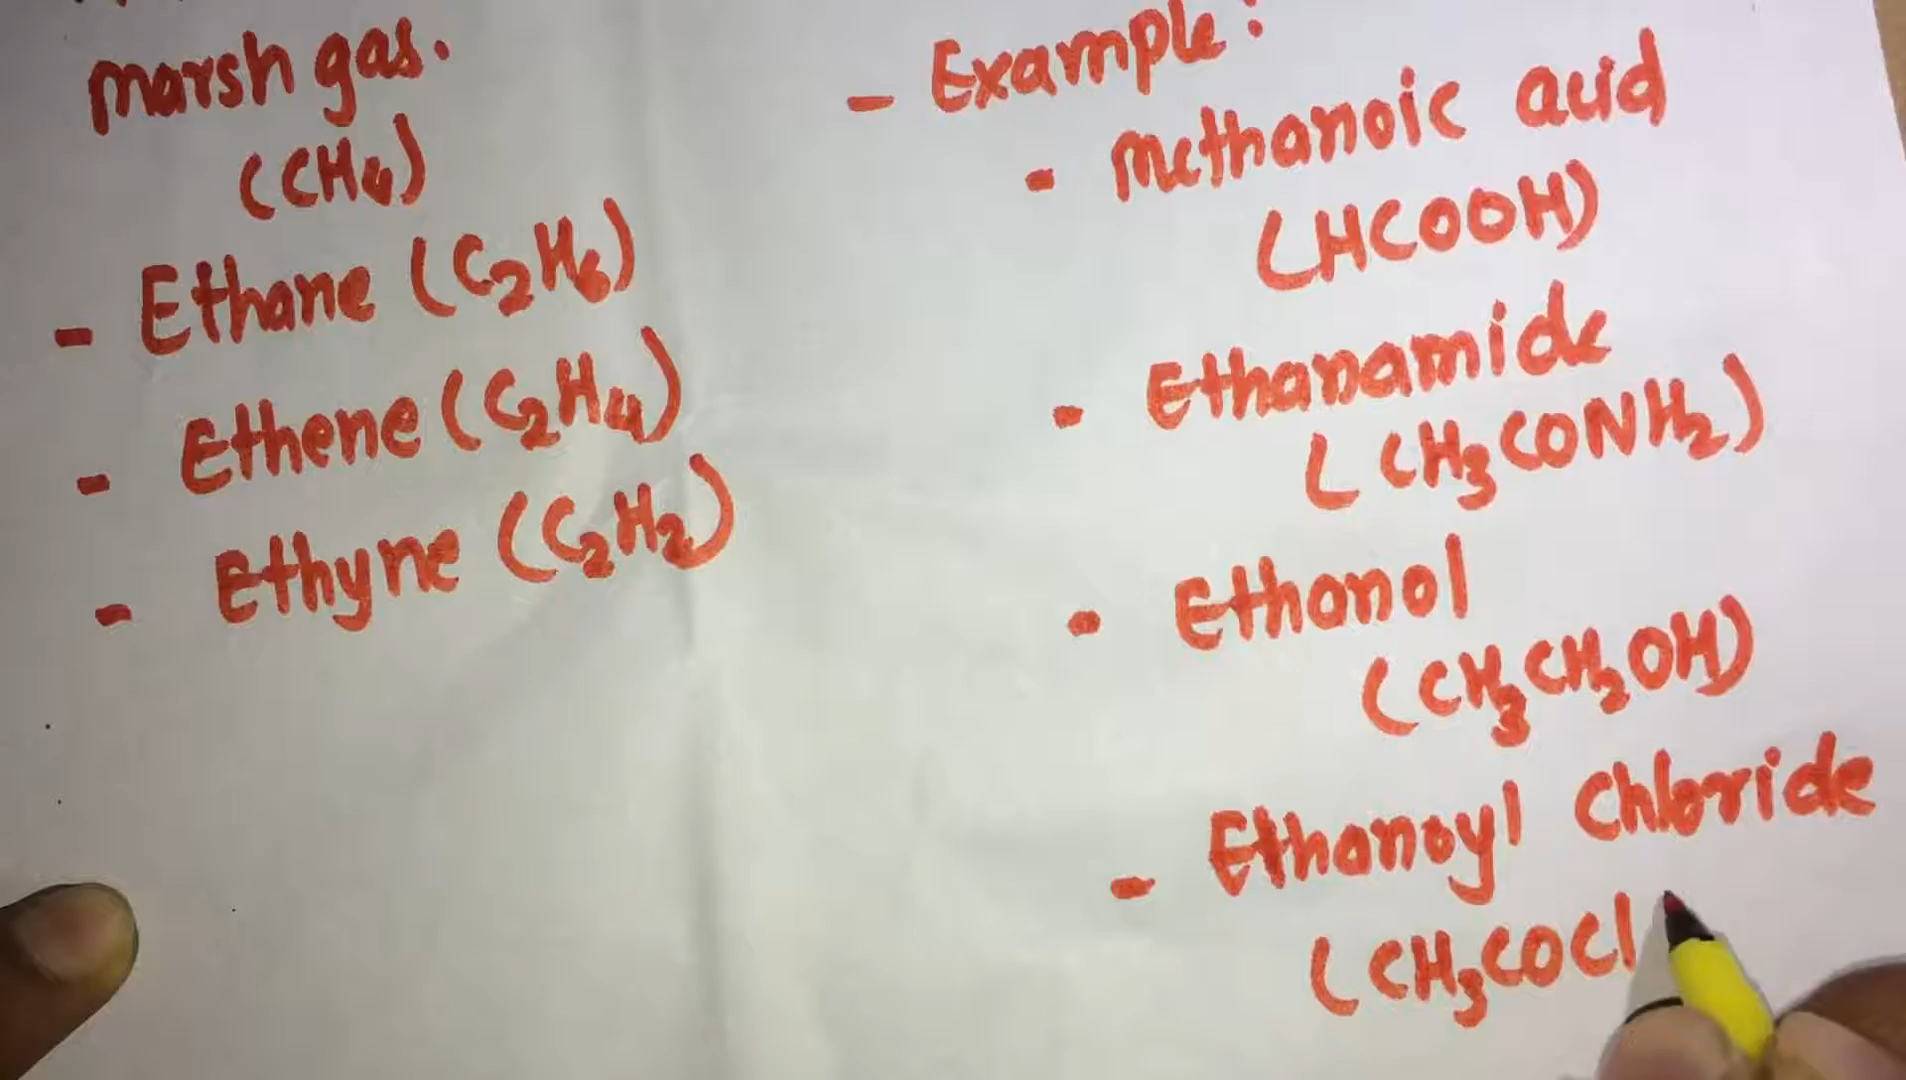 marsh gas.
(CH₄)
- Ethane (C₂H₆)
- Ethene (C₂H₄)
- Ethyne (C₂H₂)
- Example:
- Methanoic acid
(HCOOH)
- Ethanamide
(CH₃CONH₂)
- Ethanol
(CH₃CH₂OH)
- Ethanoyl Chloride
(CH₃COCl